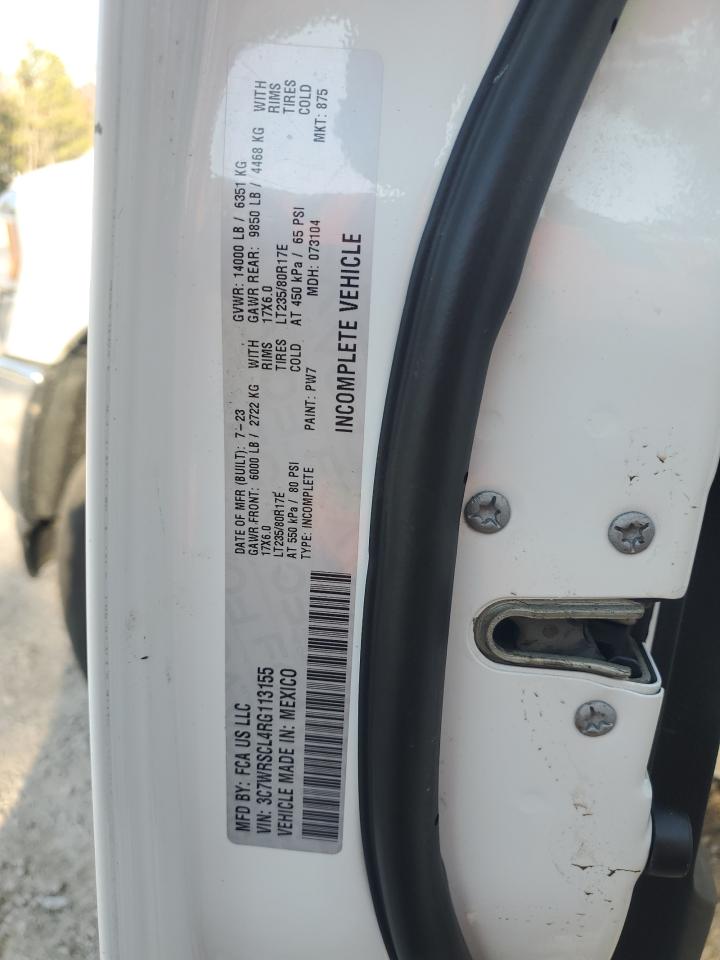 MFD BY: FCA US LLC
DATE OF MFR (BUILT): 7-23
GVWR: 14000 LB / 6351 KG
VIN: 3C7WRSCL4RG113155
GAWR FRONT: 6000 LB / 2722 KG WITH
GAWR REAR: 9850 LB / 4468 KG WITH
17X6.0 RIMS
17X6.0 RIMS
VEHICLE MADE IN: MEXICO
LT235/80R17E TIRES
LT235/80R17E TIRES
AT 550 kPa / 80 PSI COLD
AT 450 kPa / 65 PSI COLD
TYPE: INCOMPLETE PAINT: PW7 MDH: 073104 MKT: 875
INCOMPLETE VEHICLE